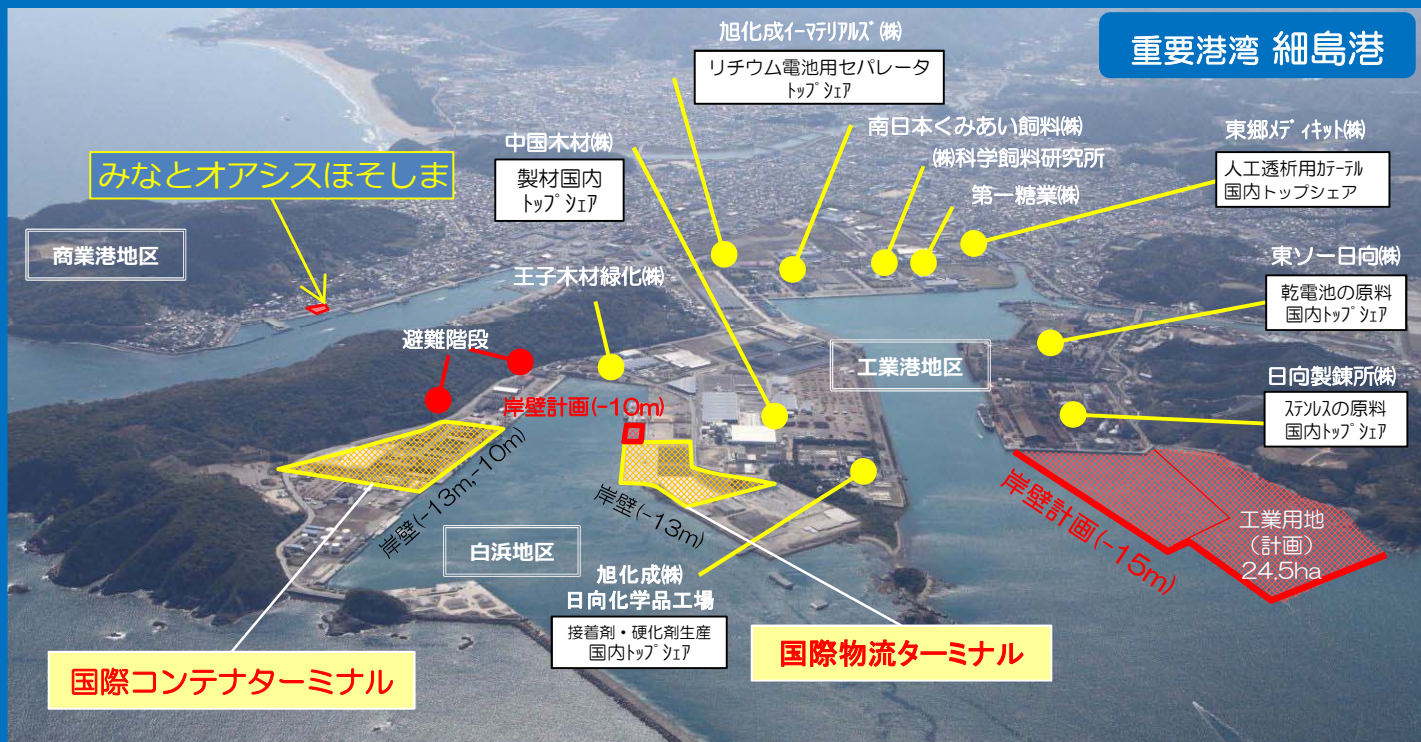 重要港湾 細島港
旭化成イーマテリアルズ(株)
リチウム電池用セパレータ
トップシェア
南日本くみあい飼料(株)
(株)科学飼料研究所
第一糖業(株)
東郷メディキット(株)
人工透析用カテーテル
国内トップシェア
中国木材(株)
製材国内
トップシェア
みなとオアシスほそしま
商業港地区
王子木材緑化(株)
避難階段
東ソー日向(株)
乾電池の原料
国内トップシェア
工業港地区
日向製錬所(株)
ステンレスの原料
国内トップシェア
岸壁計画(-10m)
岸壁(-13m,-10m)
岸壁(-13m)
岸壁計画(-15m)
工業用地
(計画)
24.5ha
白浜地区
旭化成(株)
日向化学品工場
接着剤・硬化剤生産
国内トップシェア
国際物流ターミナル
国際コンテナターミナル